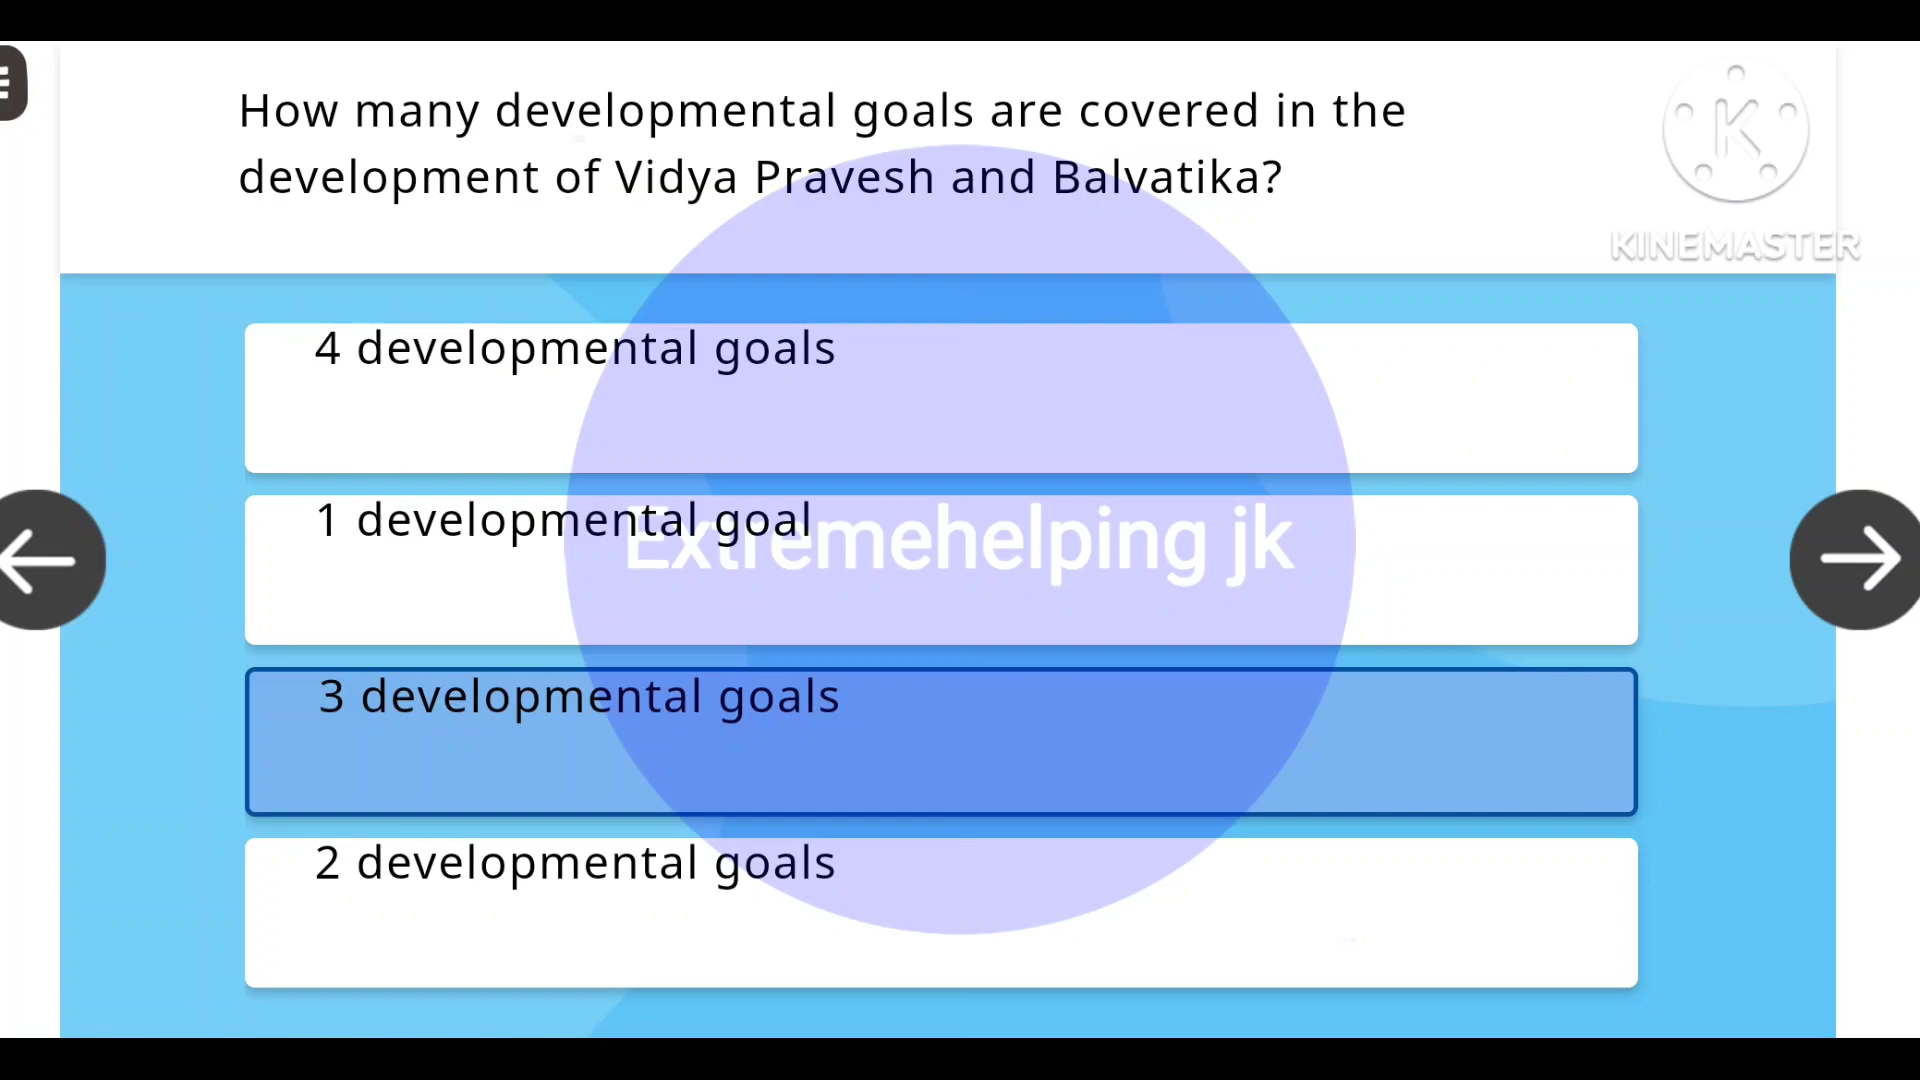 How many developmental goals are covered in the
development of Vidya Pravesh and Balvatika?
KINEMASTER
4 developmental goals
1 developmental goal
Extremehelping jk
3 developmental goals
2 developmental goals